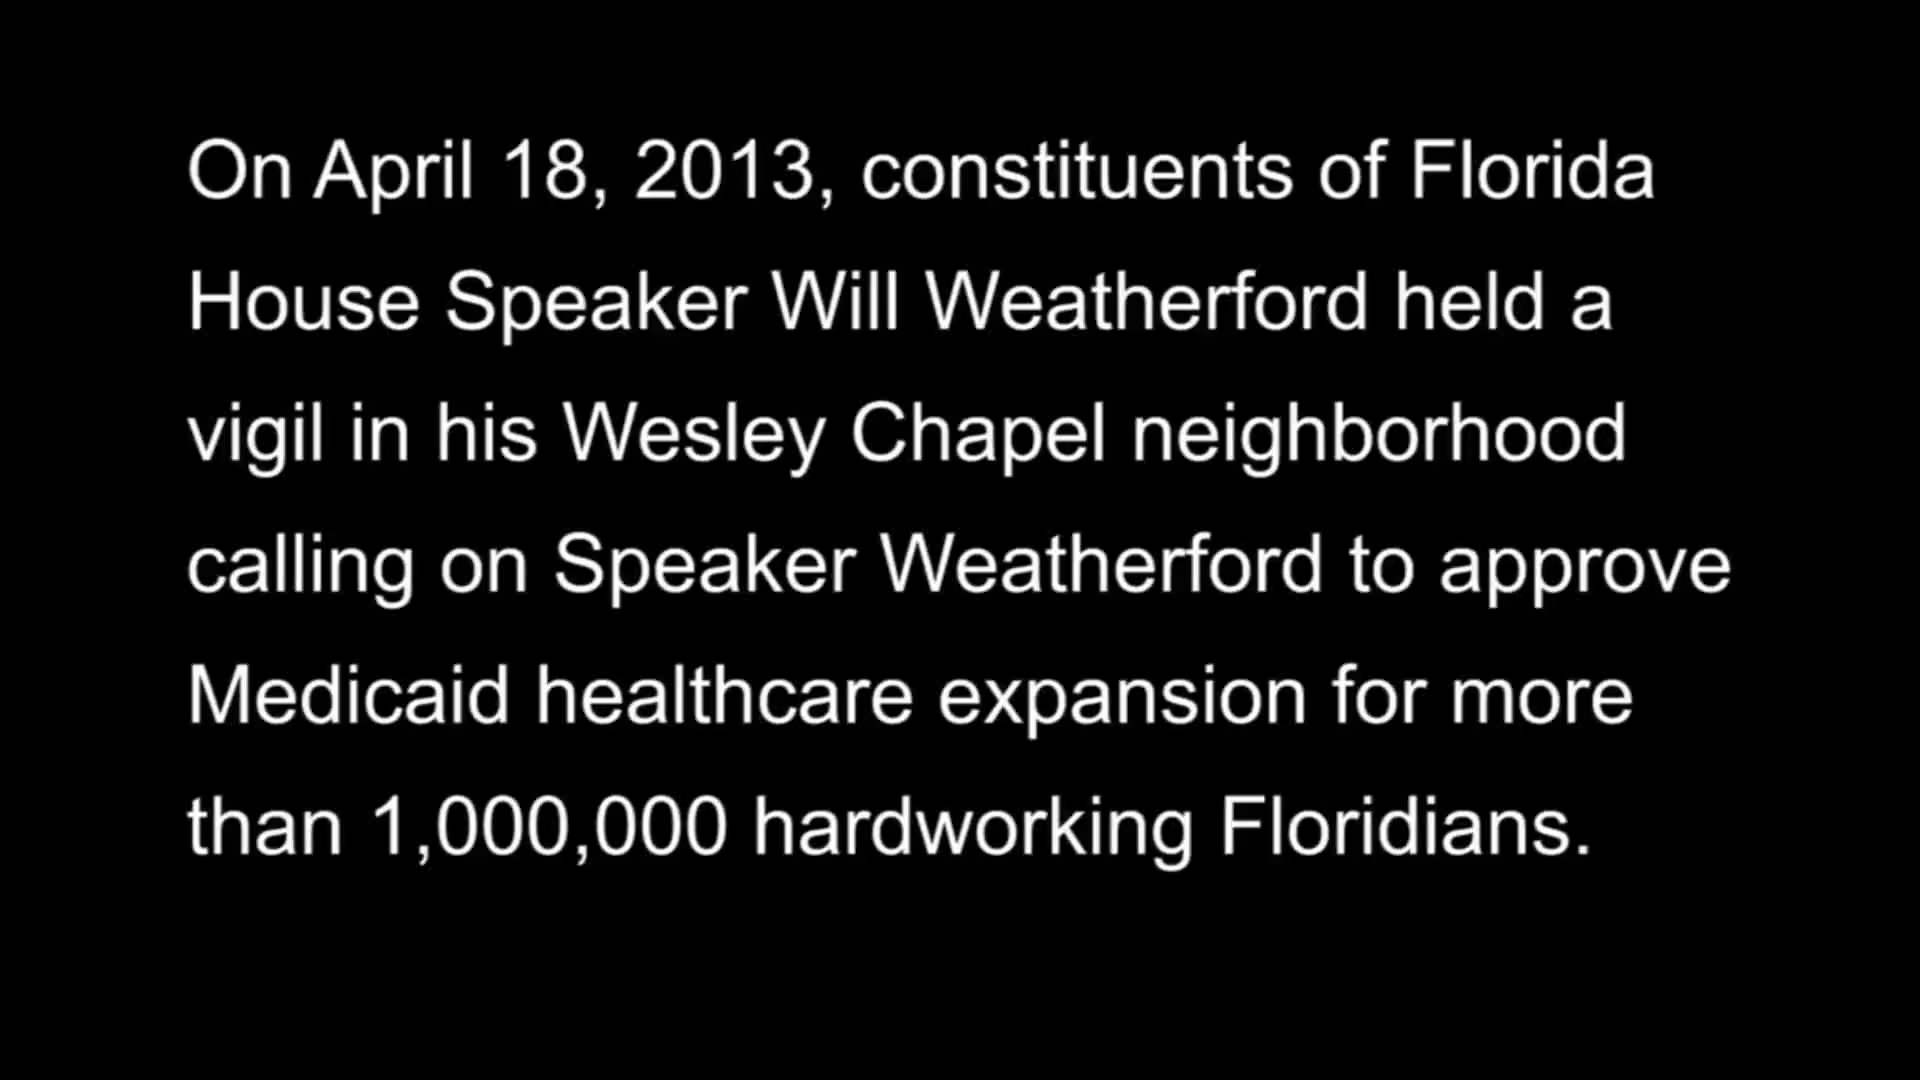 On April 18, 2013, constituents of Florida
House Speaker Will Weatherford held a
vigil in his Wesley Chapel neighborhood
calling on Speaker Weatherford to approve
Medicaid healthcare expansion for more
than 1,000,000 hardworking Floridians.